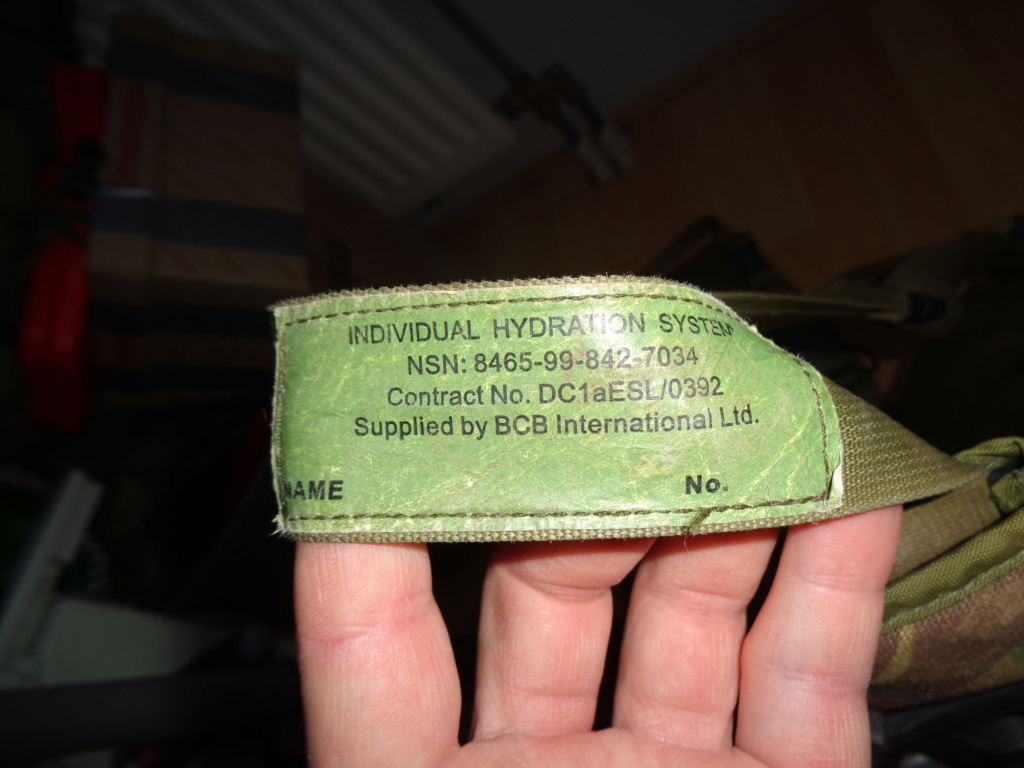 INDIVIDUAL HYDRATION SYSTEM
NSN: 8465-99-842-7034
Contract No. DC1aESL/0392
Supplied by BCB International Ltd.
NAME No.